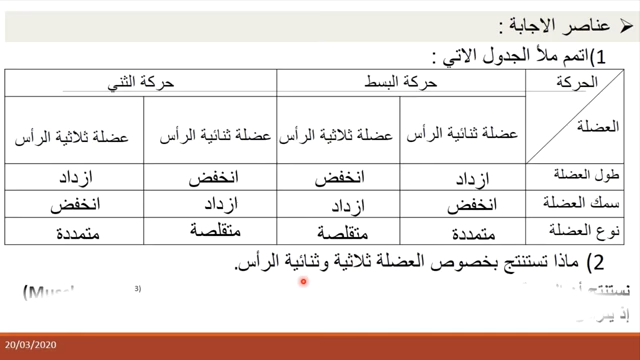 عناصر الاجابة :
1) اتمم ملأ الجدول الاتي :
الحركة حركة البسط حركة الثني
العضلة عضلة ثنائية الرأس عضلة ثلاثية الرأس عضلة ثنائية الرأس عضلة ثلاثية الرأس
طول العضلة ازداد انخفض انخفض ازداد
سمك العضلة انخفض ازداد ازداد انخفض
نوع العضلة متمددة متقلصة متقلصة متمددة
2) ماذا تستنتج بخصوص العضلة ثلاثية وثنائية الرأس.
نستنتج 3)
20/03/2020